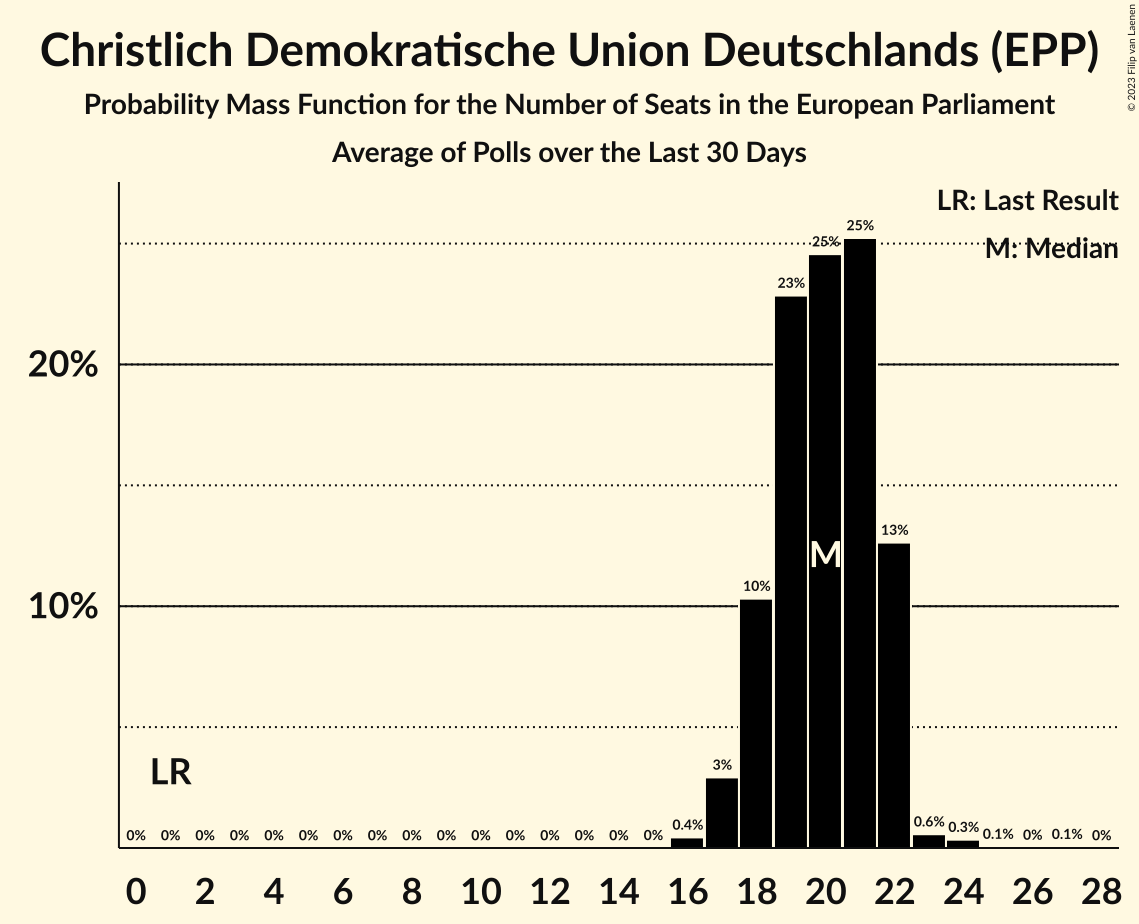 Christlich Demokratische Union Deutschlands (EPP)
Probability Mass Function for the Number of Seats in the European Parliament
Average of Polls over the Last 30 Days
© 2023 Filip van Laenen
LR: Last Result
M: Median
20%
10%
LR
M
0% 0% 0% 0% 0% 0% 0% 0% 0% 0% 0% 0% 0% 0% 0% 0% 0.4% 3% 10% 23% 25% 25% 13% 0.6% 0.3% 0.1% 0% 0.1% 0%
0 2 4 6 8 10 12 14 16 18 20 22 24 26 28